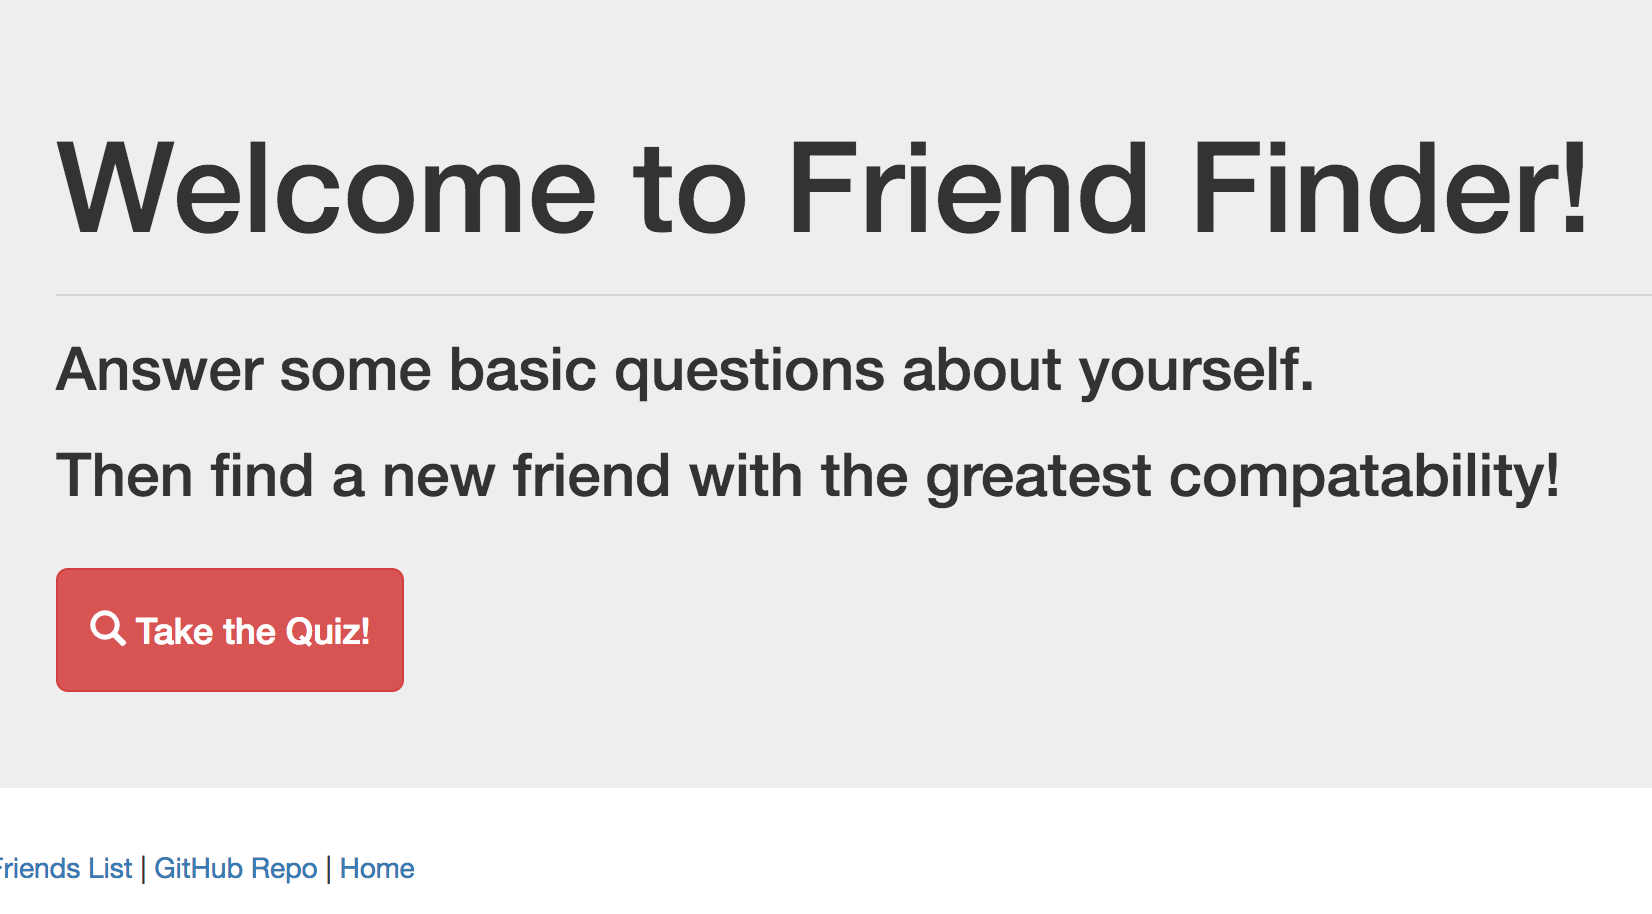 Welcome to Friend Finder!
Answer some basic questions about yourself.
Then find a new friend with the greatest compatability!
Take the Quiz!
Friends List | GitHub Repo | Home